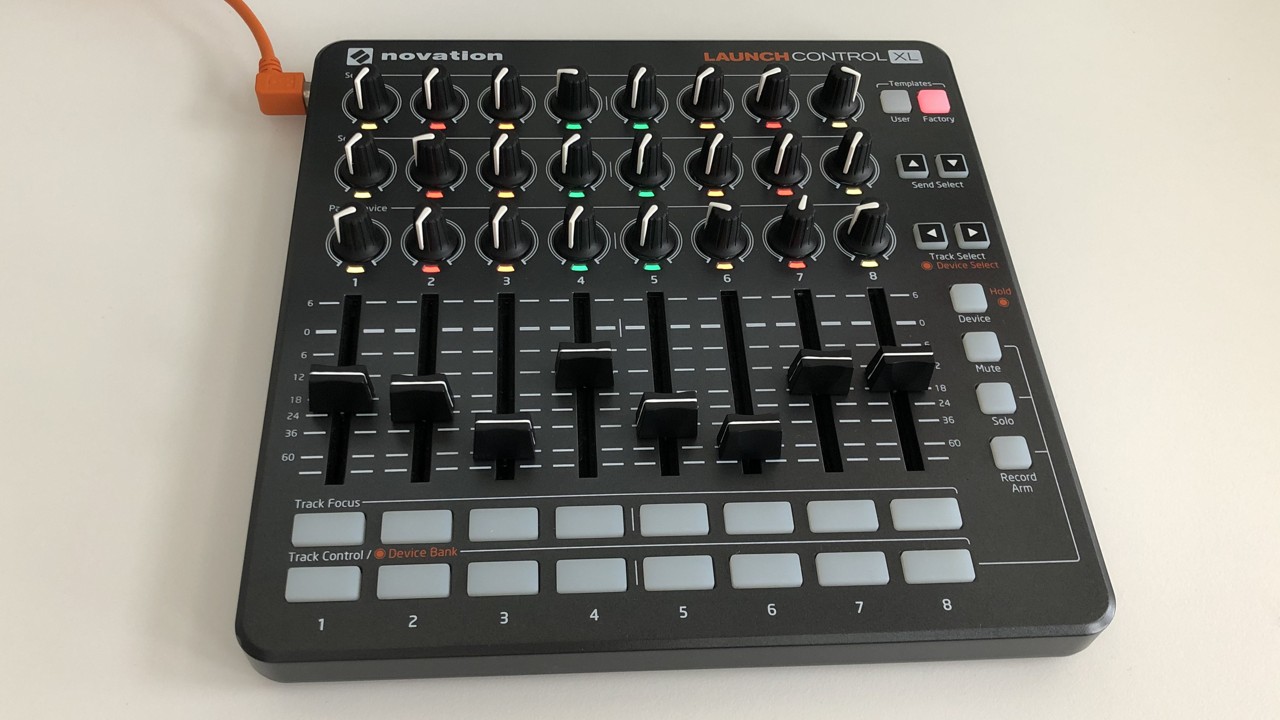 novation
LAUNCHCONTROL XL
Templates
User Factory
Send Select
Track Select
Device Select
1 2 3 4 5 6 7 8
Hold
Device
Mute
Solo
Record
Arm
6 6
0 0
6 6
12
18 18
24 24
36 36
60 60
Track Focus
Track Control / Device Bank
1 2 3 4 5 6 7 8